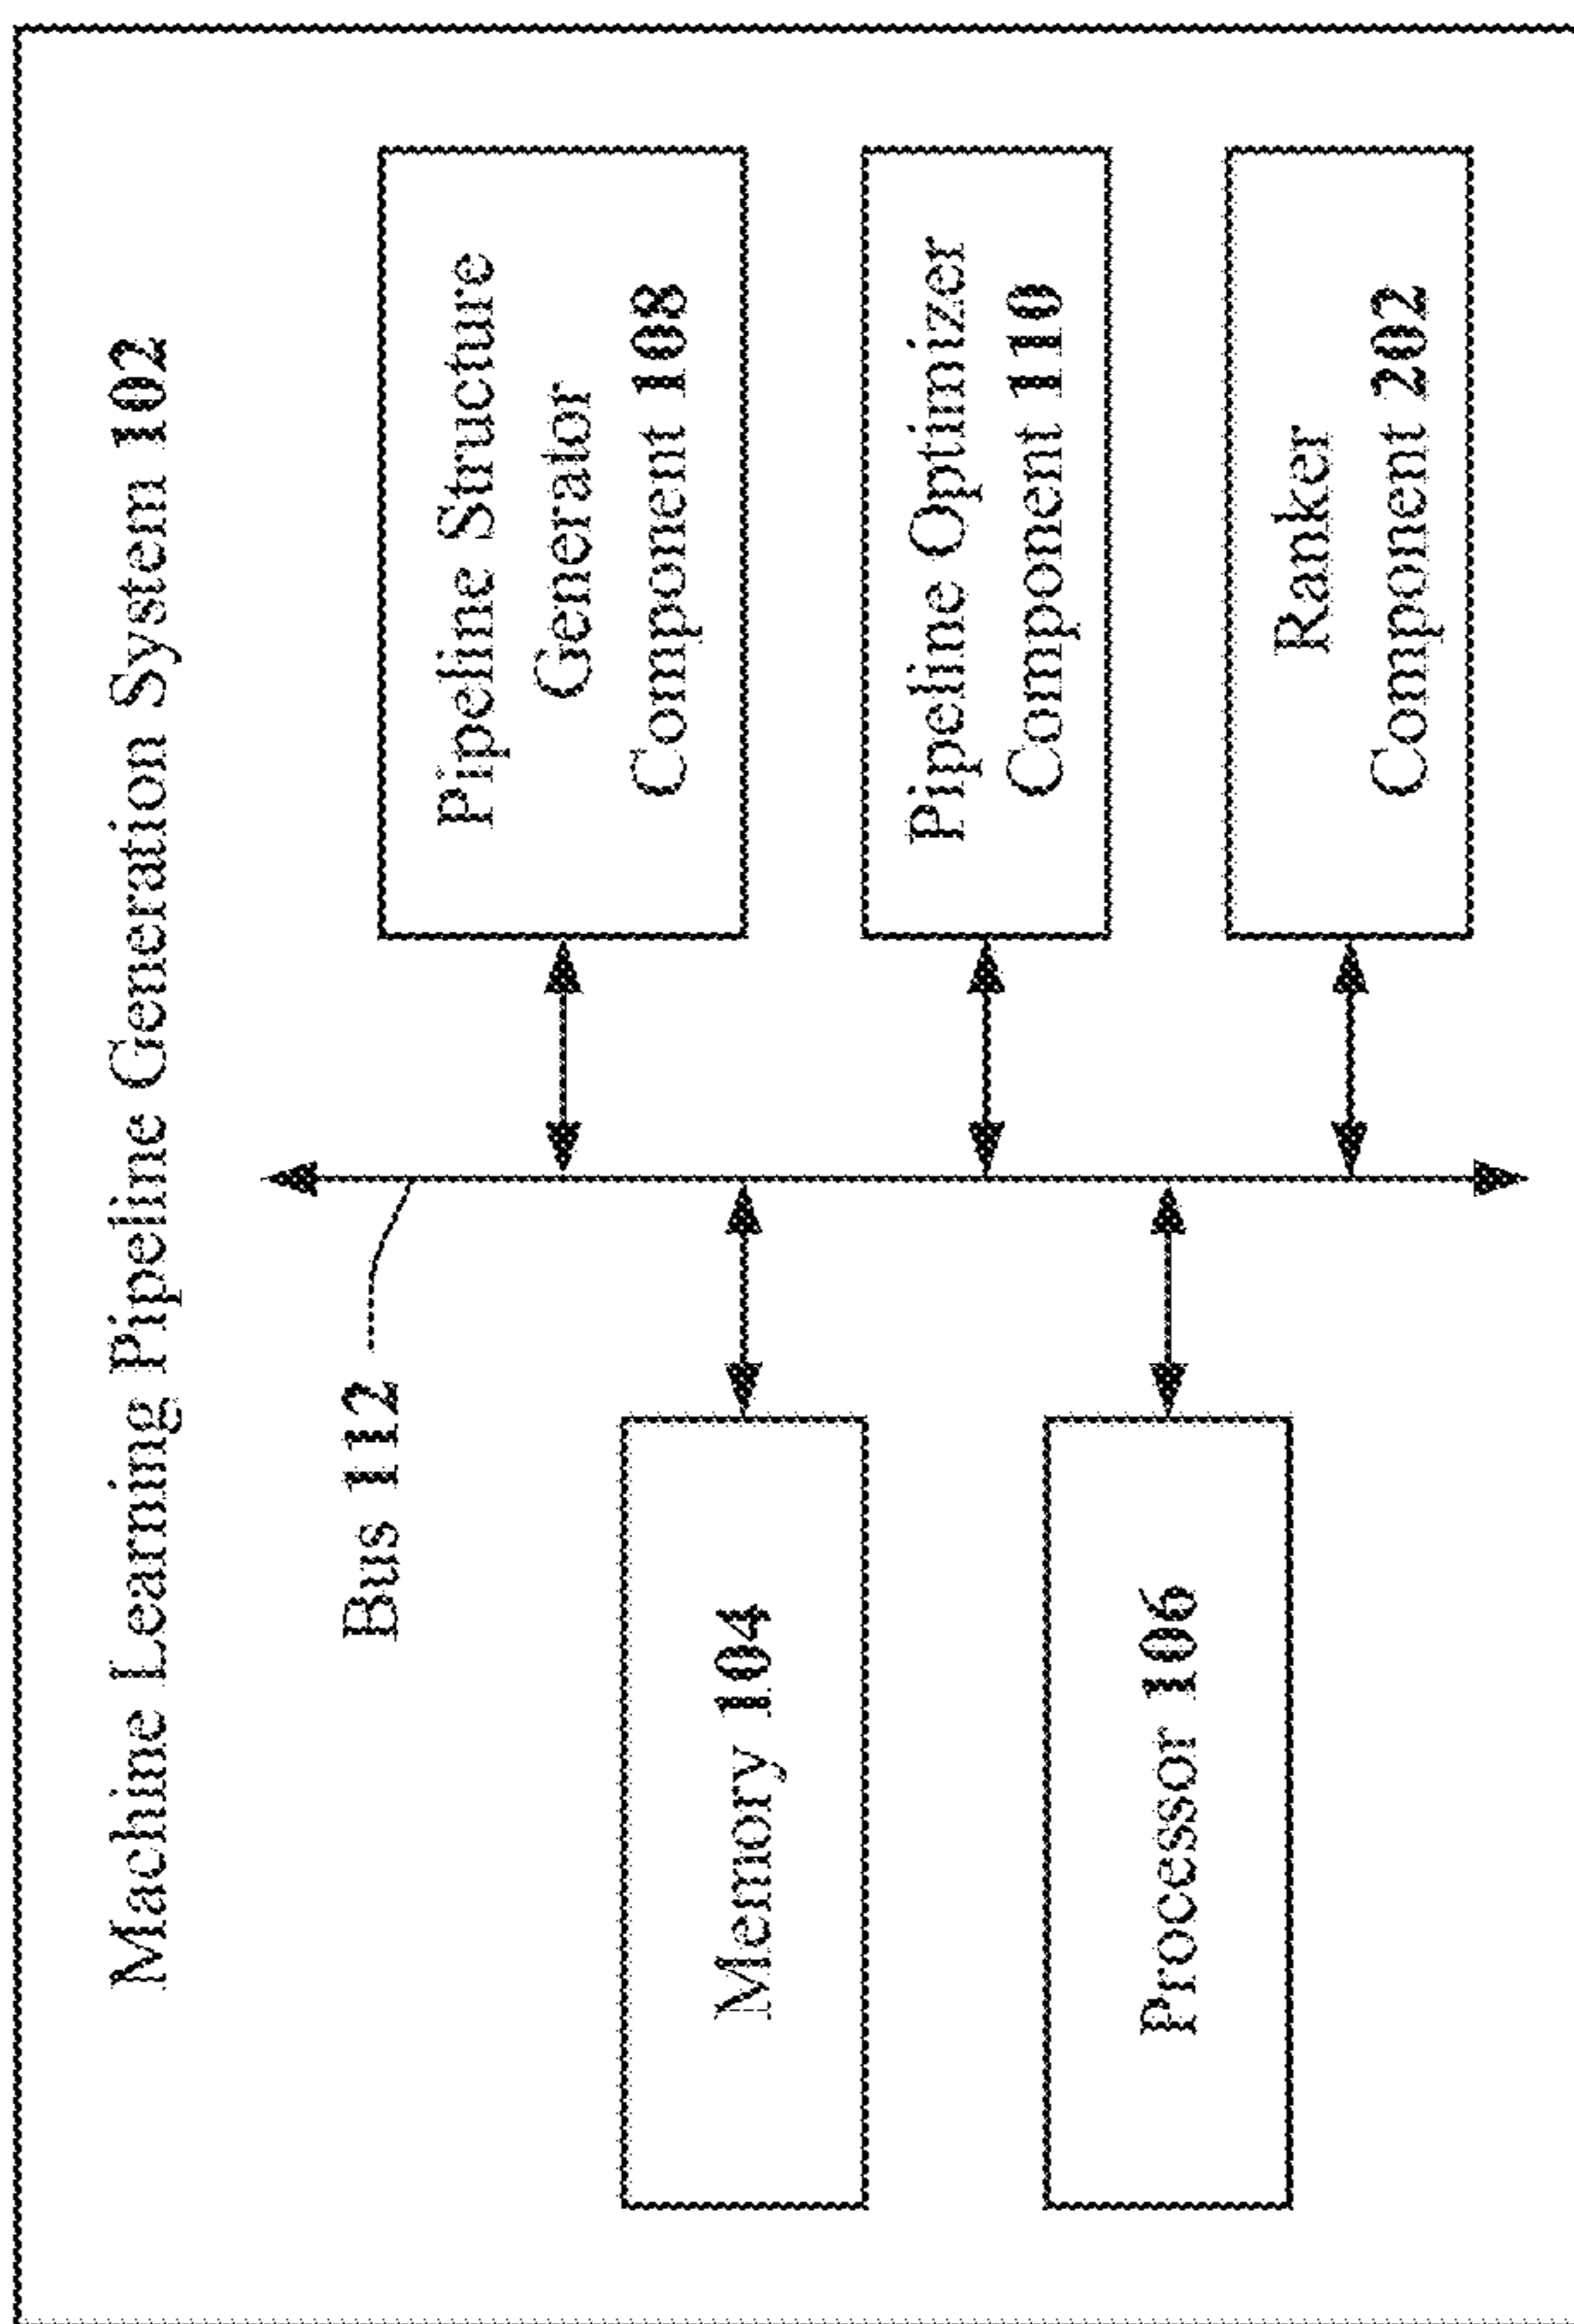 Machine Learning Pipeline Generation System 102
Bus 112
Memory 104
Processor 106
Pipeline Structure
Generator
Component 108
Pipeline Optimizer
Component 110
Ranker
Component 202